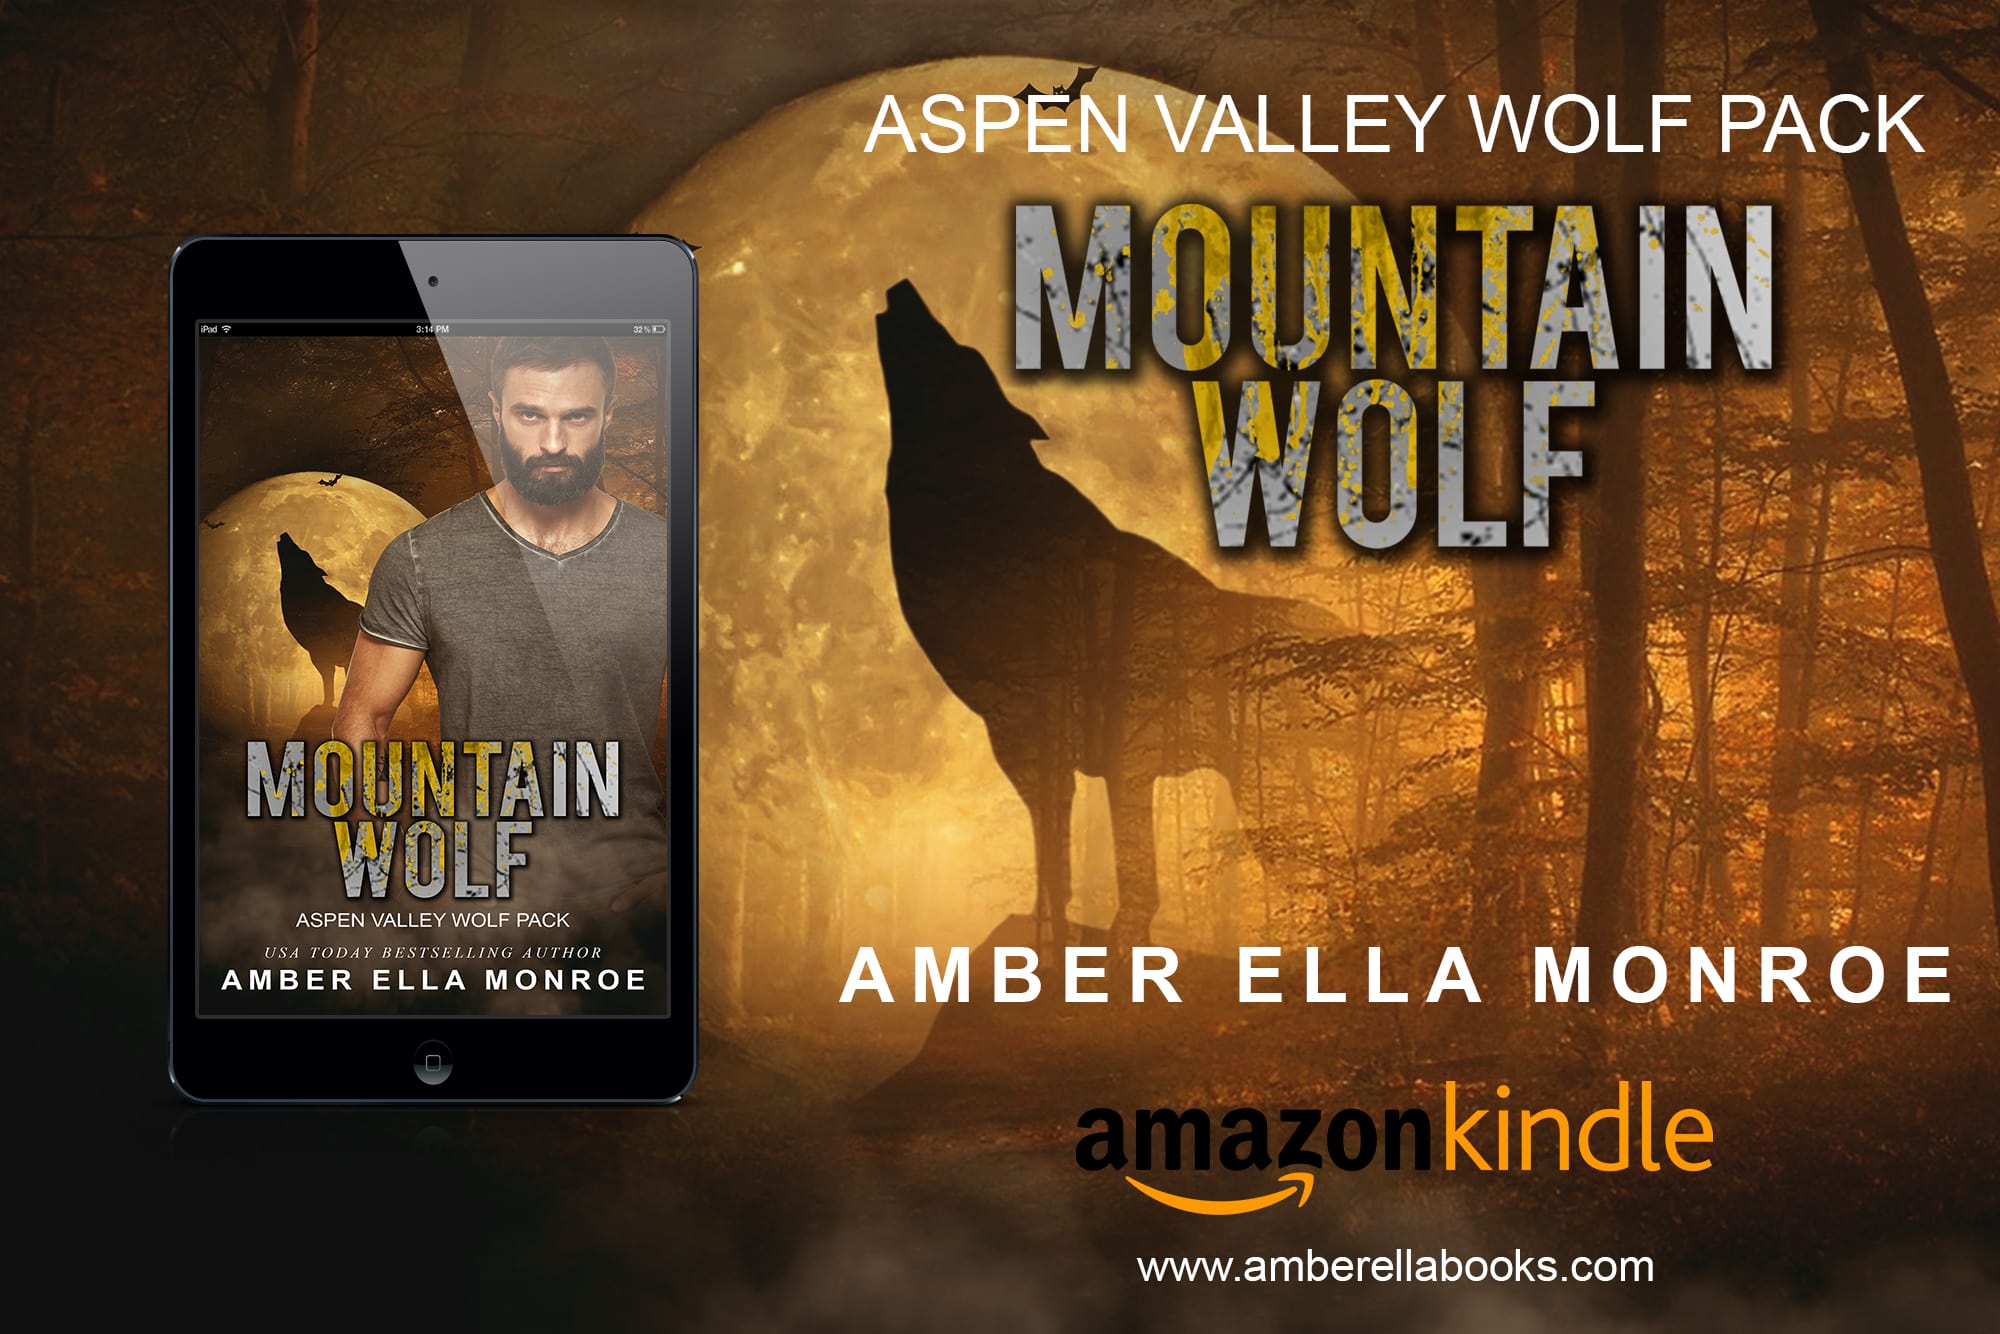 ASPEN VALLEY WOLF PACK
MOUNTAIN
WOLF
AMBER ELLA MONROE
amazonkindle
www.amberellabooks.com
iPad 3:14 PM 32%
MOUNTAIN
WOLF
ASPEN VALLEY WOLF PACK
USA TODAY BESTSELLING AUTHOR
AMBER ELLA MONROE